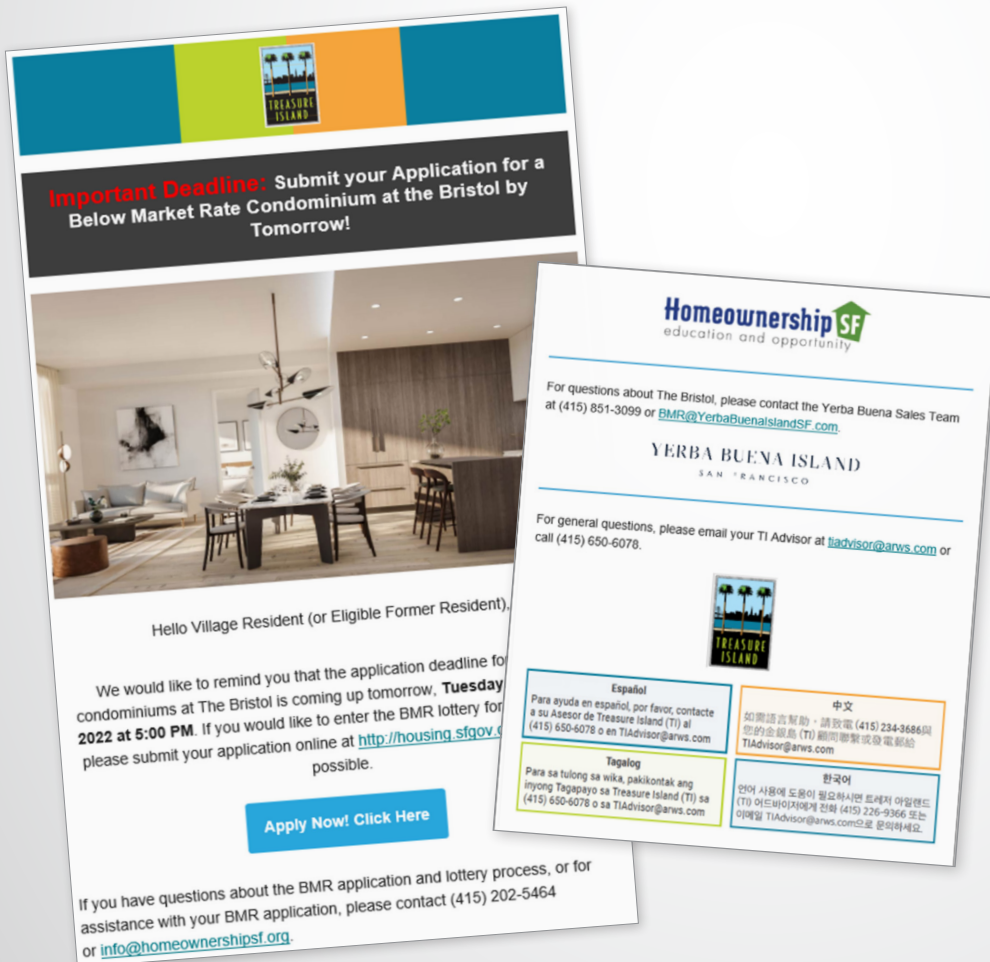 TREASURE
ISLAND
Important Deadline: Submit your Application for a
Below Market Rate Condominium at the Bristol by
Tomorrow!
Hello Village Resident (or Eligible Former Resident),
We would like to remind you that the application deadline
condominiums at The Bristol is coming up tomorrow, Tuesday
2022 at 5:00 PM. If you would like to enter the BMR lottery for
please submit your application online at http://housing.sfgov.
possible.
Apply Now! Click Here
If you have questions about the BMR application and lottery process, or for
assistance with your BMR application, please contact (415) 202-5464
or info@homeownershipsf.org.
Homeownership SF
education and opportunity
For questions about The Bristol, please contact the Yerba Buena Sales Team
at (415) 851-3099 or BMR@YerbaBuenaIslandSF.com.
YERBA BUENA ISLAND
SAN FRANCISCO
For general questions, please email your TI Advisor at tiadvisor@arws.com or
call (415) 650-6078.
TREASURE
ISLAND
Español
Para ayuda en español, por favor, contacte
a su Asesor de Treasure Island (TI) al
(415) 650-6078 o en TIAdvisor@arws.com
中文
如需語言幫助，請致電 (415) 234-3686與
您的金銀島 (TI) 顧問聯繫或發電郵給
TIAdvisor@arws.com
Tagalog
Para sa tulong sa wika, pakikontak ang
inyong Tagapayo sa Treasure Island (TI) sa
(415) 650-6078 o sa TIAdvisor@arws.com
한국어
언어 사용에 도움이 필요하시면 트레저 아일랜드
(TI) 어드바이저에게 전화 (415) 226-9366 또는
이메일 TIAdvisor@arws.com으로 문의하세요.